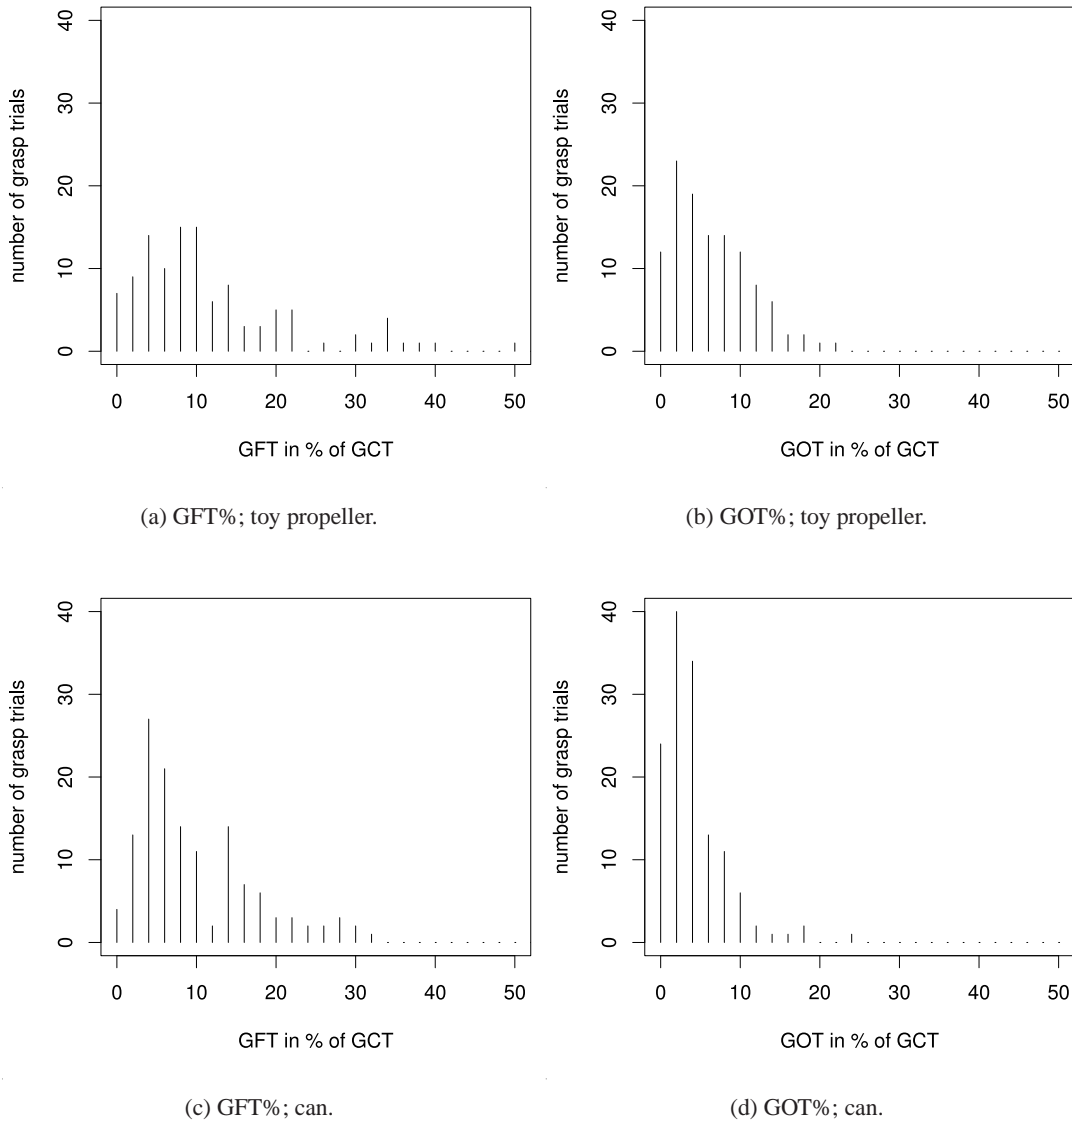 40
30
20
10
0
number of grasp trials
0 10 20 30 40 50
GFT in % of GCT
(a) GFT%; toy propeller.
40
30
20
10
0
number of grasp trials
0 10 20 30 40 50
GOT in % of GCT
(b) GOT%; toy propeller.
40
30
20
10
0
number of grasp trials
0 10 20 30 40 50
GFT in % of GCT
(c) GFT%; can.
40
30
20
10
0
number of grasp trials
0 10 20 30 40 50
GOT in % of GCT
(d) GOT%; can.